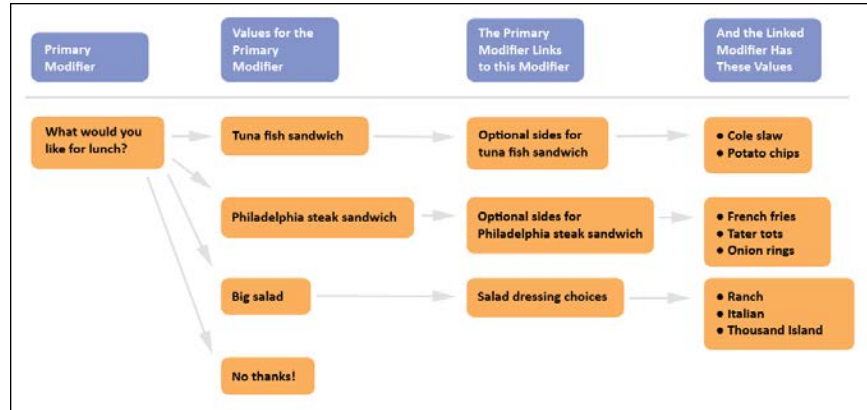 Primary
Modifier
Values for the
Primary
Modifier
The Primary
Modifier Links
to this Modifier
And the Linked
Modifier Has
These Values
What would you
like for lunch?
Tuna fish sandwich
Optional sides for
tuna fish sandwich
● Cole slaw
● Potato chips
Philadelphia steak sandwich
Optional sides for
Philadelphia steak sandwich
● French fries
● Tater tots
● Onion rings
Big salad
Salad dressing choices
● Ranch
● Italian
● Thousand Island
No thanks!